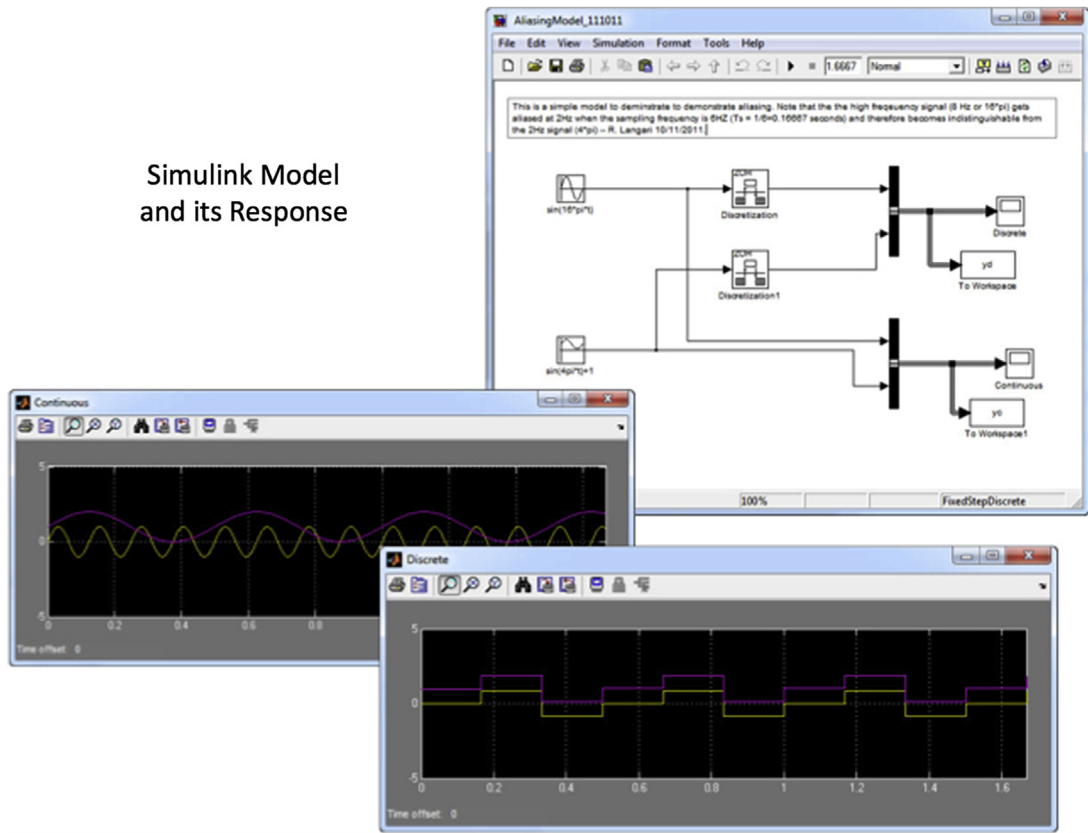 Simulink Model
and its Response
AliasingModel_111011
File Edit View Simulation Format Tools Help
1.6667 Normal
This is a simple model to deminstrate to demonstrate aliasing. Note that the the high freqeuency signal (8 Hz or 16*pi) gets
aliased at 2Hz when the sampling frequency is 6HZ (Ts = 1/6=0.16667 seconds) and therefore becomes indistinguishable from
the 2Hz signal (4*pi) -- R. Langari 10/11/2011.
sin(16*pi*t)
ZOH
Discretization
Discrete
yd
To Workspace
ZOH
Discretization1
sin(4pi*t)+1
Continuous
yc
To Workspace1
100% FixedStepDiscrete
Continuous
5
0
-5
0 0.2 0.4 0.6 0.8
Time offset: 0
Discrete
5
0
-5
0 0.2 0.4 0.6 0.8 1 1.2 1.4 1.6
Time offset: 0